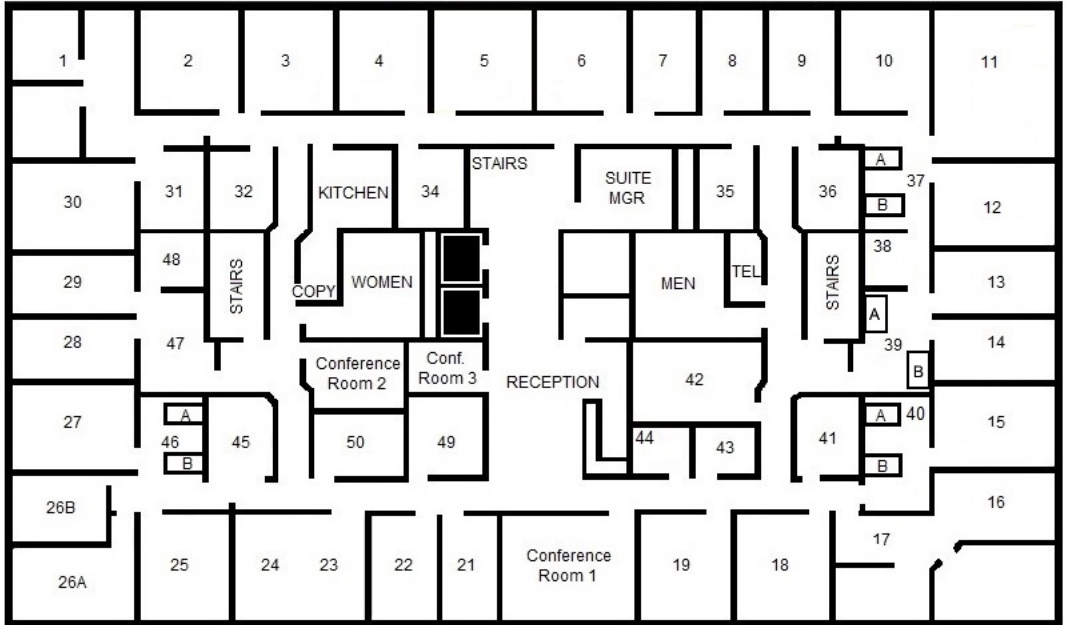 1
2
3
4
5
6
7
8
9
10
11
STAIRS
A
30
31
32
KITCHEN
34
SUITE
MGR
35
36
37
B
12
48
STAIRS
COPY
WOMEN
MEN
TEL
STAIRS
38
29
13
A
28
47
Conference
Room 2
Conf.
Room 3
RECEPTION
42
39
B
14
27
A
46
B
45
50
49
44
43
41
A
40
B
15
26B
16
26A
25
24
23
22
21
Conference
Room 1
19
18
17